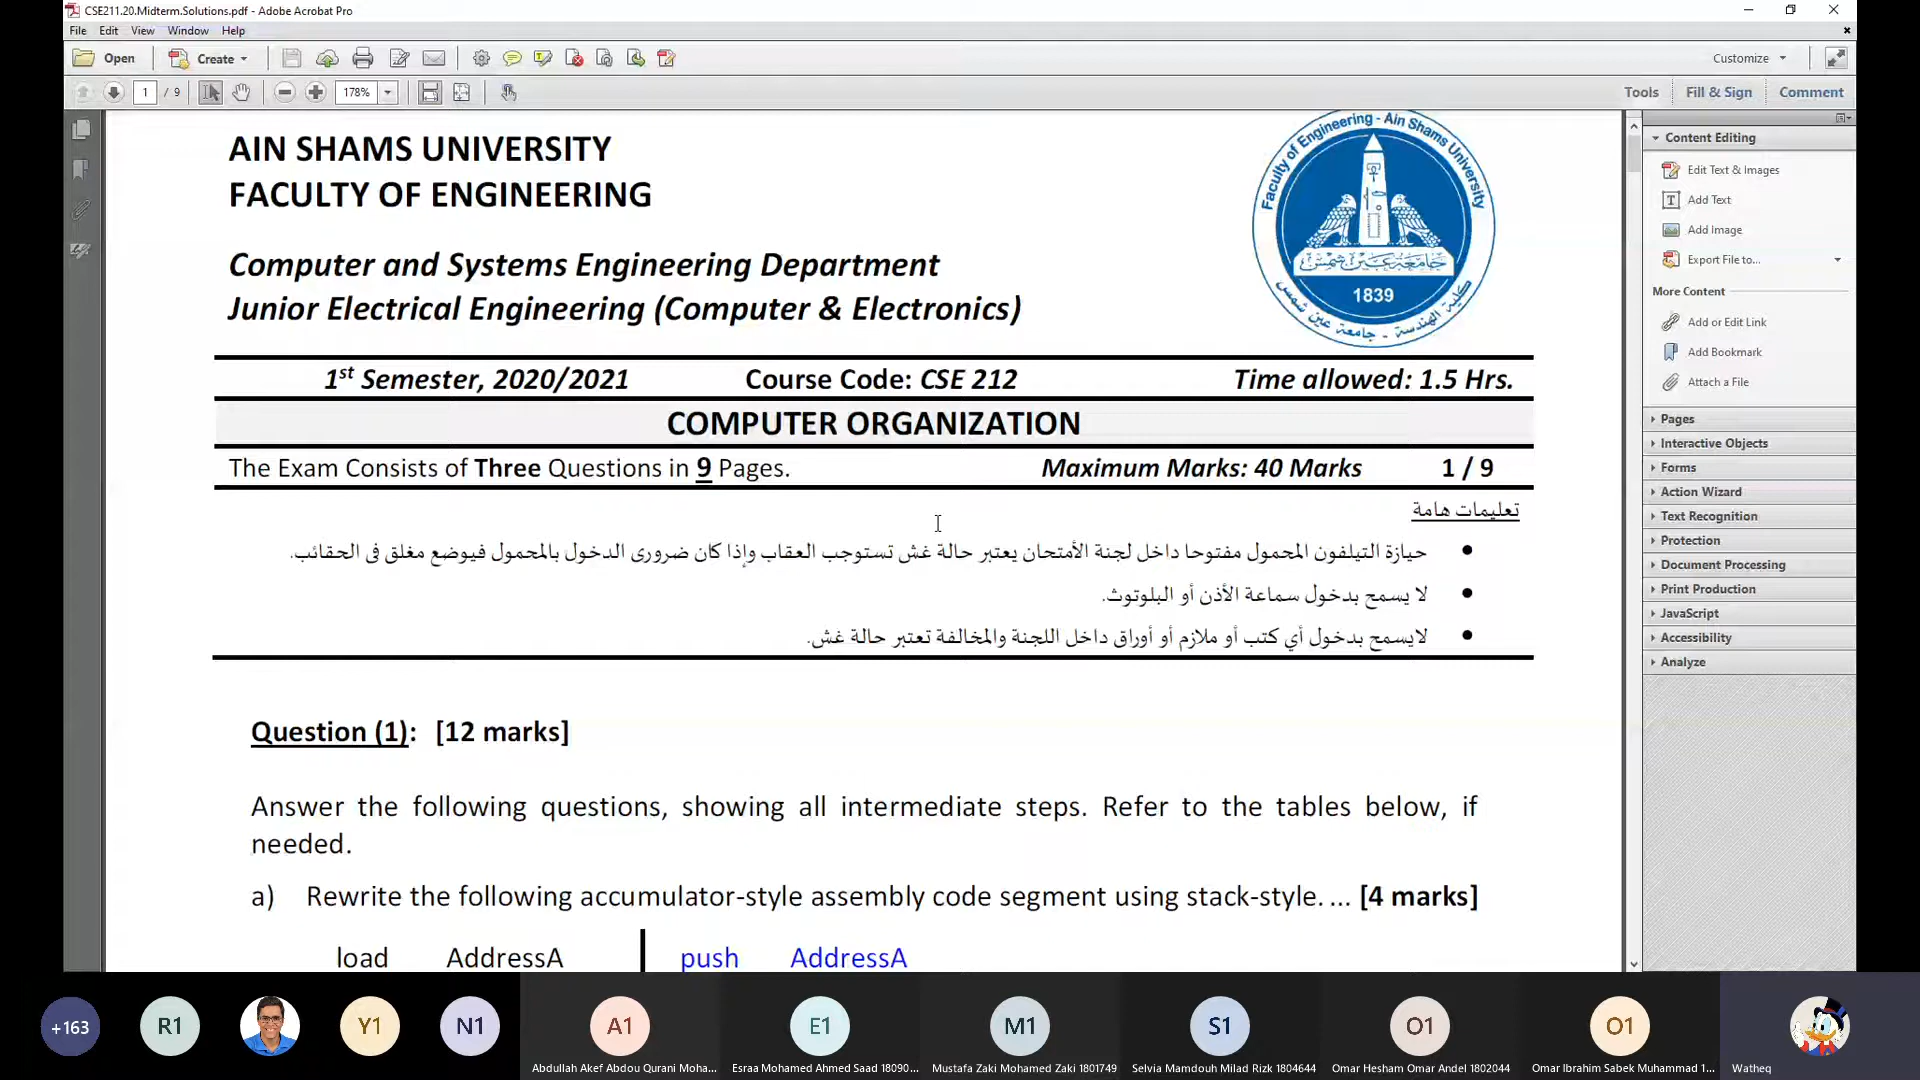 CSE211.20.Midterm.Solutions.pdf - Adobe Acrobat Pro
File Edit View Window Help
Open Create Customize
1 / 9 178% Tools Fill & Sign Comment
AIN SHAMS UNIVERSITY
FACULTY OF ENGINEERING
Computer and Systems Engineering Department
Junior Electrical Engineering (Computer & Electronics)
Faculty of Engineering - Ain Shams University
جامعة عين شمس
1839
كلية الهندسة - جامعة عين شمس
1st Semester, 2020/2021 Course Code: CSE 212 Time allowed: 1.5 Hrs.
COMPUTER ORGANIZATION
The Exam Consists of Three Questions in 9 Pages. Maximum Marks: 40 Marks 1 / 9
تعليمات هامة
• حيازة التيلفون المحمول مفتوحا داخل لجنة الأمتحان يعتبر حالة غش تستوجب العقاب وإذا كان ضرورى الدخول بالمحمول فيوضع مغلق فى الحقائب.
• لا يسمح بدخول سماعة الأذن أو البلوتوث.
• لايسمح بدخول أي كتب أو ملازم أو أوراق داخل اللجنة والمخالفة تعتبر حالة غش.
Question (1): [12 marks]
Answer the following questions, showing all intermediate steps. Refer to the tables below, if
needed.
a) Rewrite the following accumulator-style assembly code segment using stack-style. ... [4 marks]
load AddressA push AddressA
Content Editing
Edit Text & Images
Add Text
Add Image
Export File to...
More Content
Add or Edit Link
Add Bookmark
Attach a File
Pages
Interactive Objects
Forms
Action Wizard
Text Recognition
Protection
Document Processing
Print Production
JavaScript
Accessibility
Analyze
+163 R1 Y1 N1 A1 E1 M1 S1 O1 O1
Abdullah Akef Abdou Qurani Moha... Esraa Mohamed Ahmed Saad 18090... Mustafa Zaki Mohamed Zaki 1801749 Selvia Mamdouh Milad Rizk 1804644 Omar Hesham Omar Andel 1802044 Omar Ibrahim Sabek Muhammad 1... Watheq